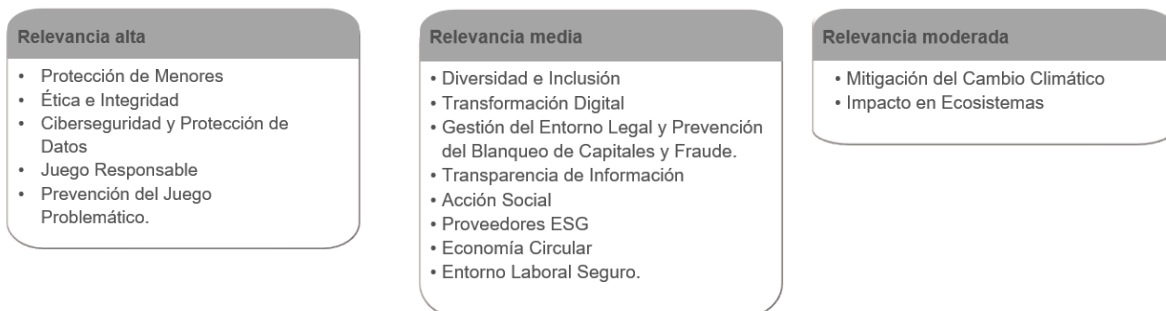 Relevancia alta
• Protección de Menores
• Ética e Integridad
• Ciberseguridad y Protección de
Datos
• Juego Responsable
• Prevención del Juego
Problemático.
Relevancia media
• Diversidad e Inclusión
• Transformación Digital
• Gestión del Entorno Legal y Prevención
del Blanqueo de Capitales y Fraude.
• Transparencia de Información
• Acción Social
• Proveedores ESG
• Economía Circular
• Entorno Laboral Seguro.
Relevancia moderada
• Mitigación del Cambio Climático
• Impacto en Ecosistemas